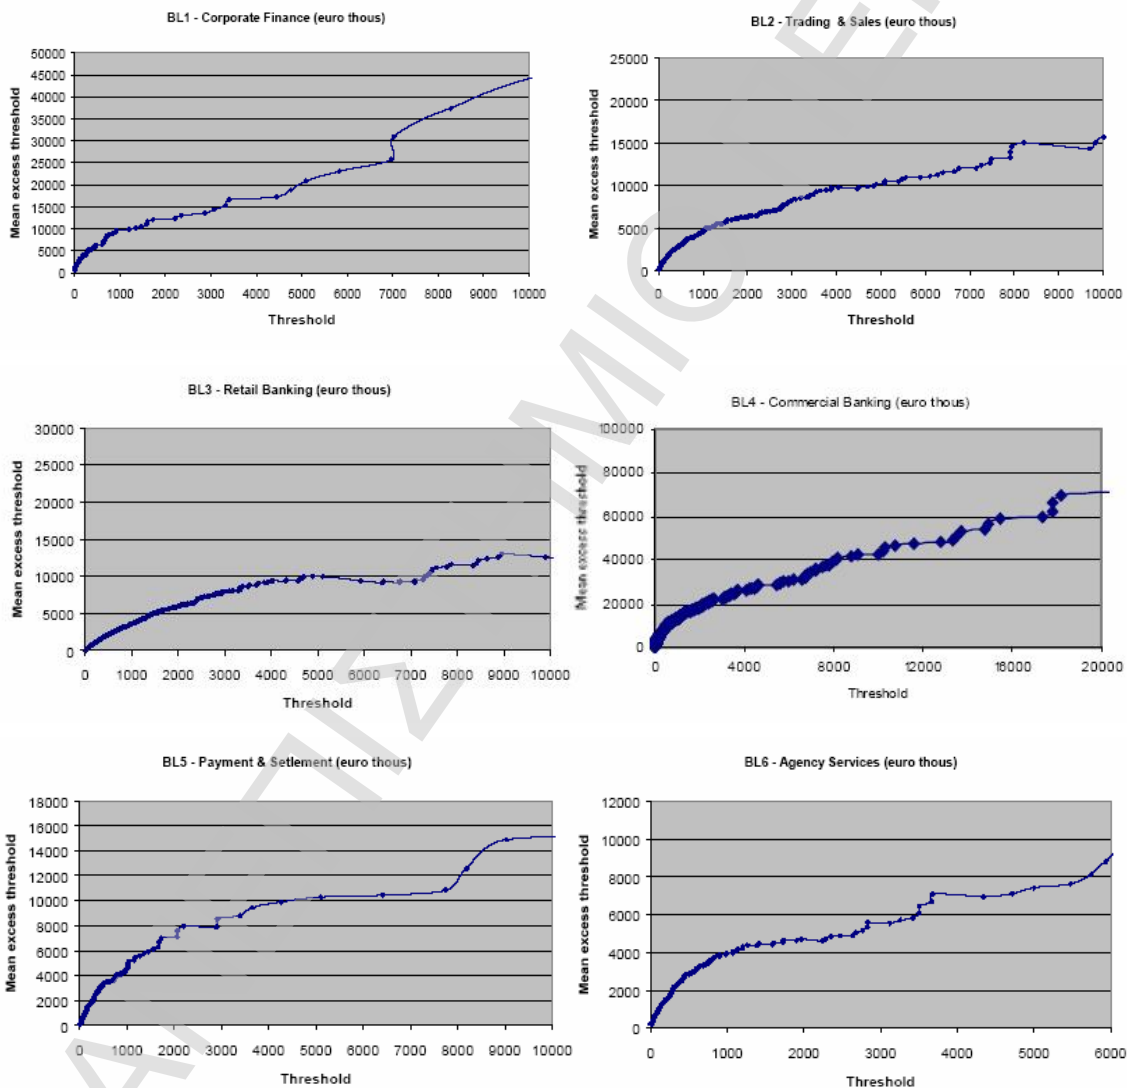 BL1 - Corporate Finance (euro thous)
Mean excess threshold
50000
45000
40000
35000
30000
25000
20000
15000
10000
5000
0
0 1000 2000 3000 4000 5000 6000 7000 8000 9000 10000
Threshold
BL2 - Trading & Sales (euro thous)
Mean excess threshold
25000
20000
15000
10000
5000
0
0 1000 2000 3000 4000 5000 6000 7000 8000 9000 10000
Threshold
BL3 - Retail Banking (euro thous)
Mean excess threshold
30000
25000
20000
15000
10000
5000
0
0 1000 2000 3000 4000 5000 6000 7000 8000 9000 10000
Threshold
BL4 - Commercial Banking (euro thous)
Mean excess threshold
100000
80000
60000
40000
20000
0
0 4000 8000 12000 16000 20000
Threshold
BL5 - Payment & Setlement (euro thous)
Mean excess threshold
18000
16000
14000
12000
10000
8000
6000
4000
2000
0
0 1000 2000 3000 4000 5000 6000 7000 8000 9000 10000
Threshold
BL6 - Agency Services (euro thous)
Mean excess threshold
12000
10000
8000
6000
4000
2000
0
0 1000 2000 3000 4000 5000 6000
Threshold